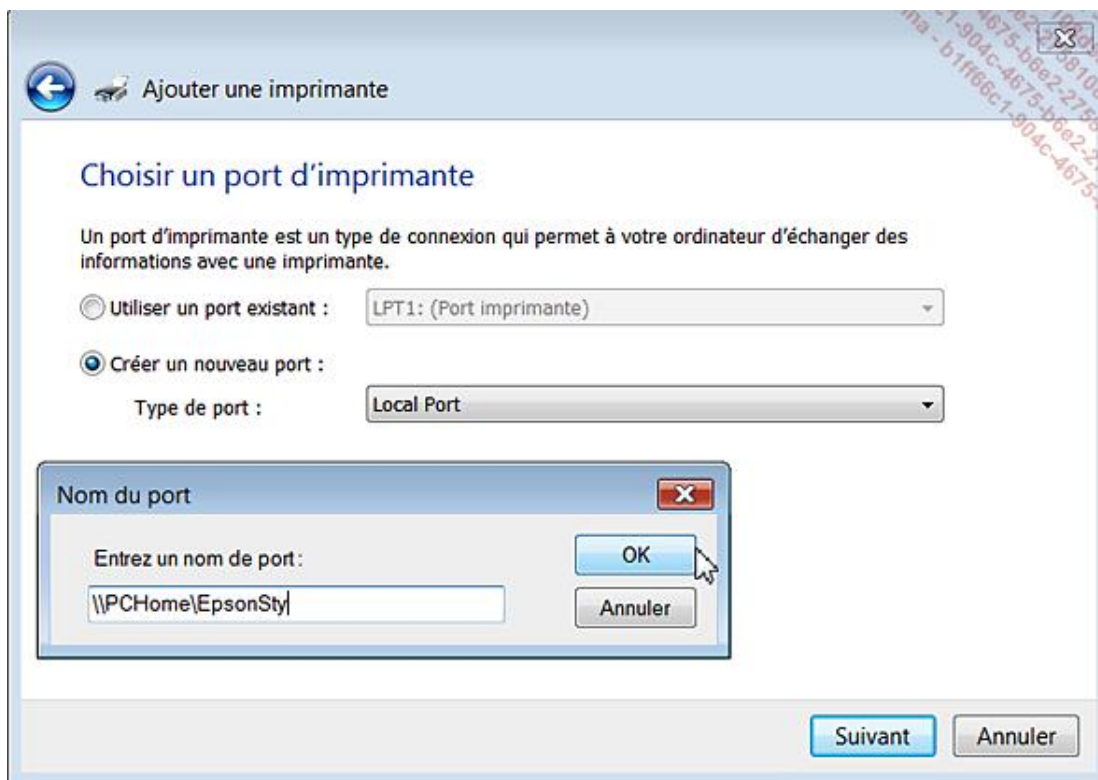 Ajouter une imprimante
Choisir un port d'imprimante
Un port d'imprimante est un type de connexion qui permet à votre ordinateur d'échanger des
informations avec une imprimante.
Utiliser un port existant : LPT1: (Port imprimante)
Créer un nouveau port :
Type de port : Local Port
Nom du port
Entrez un nom de port :
OK
\\PCHome\EpsonSty
Annuler
Suivant Annuler